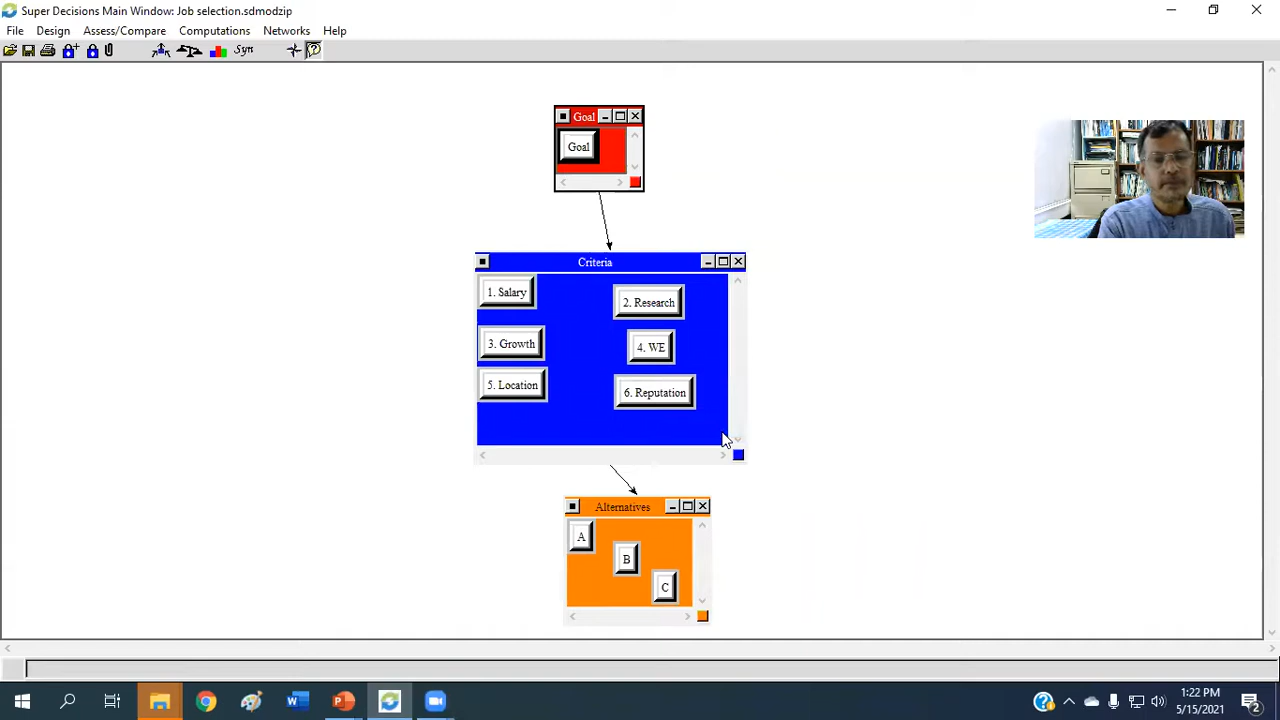 Super Decisions Main Window: Job selection.sdmodzip
File Design Assess/Compare Computations Networks Help
Syn
Goal
Goal
Criteria
1. Salary
2. Research
3. Growth
4. WE
5. Location
6. Reputation
Alternatives
A
B
C
1:22 PM
5/15/2021
2